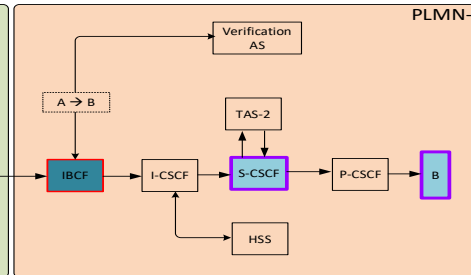 PLMN-
Verification
AS
A → B
TAS-2
IBCF
I-CSCF
S-CSCF
P-CSCF
B
HSS